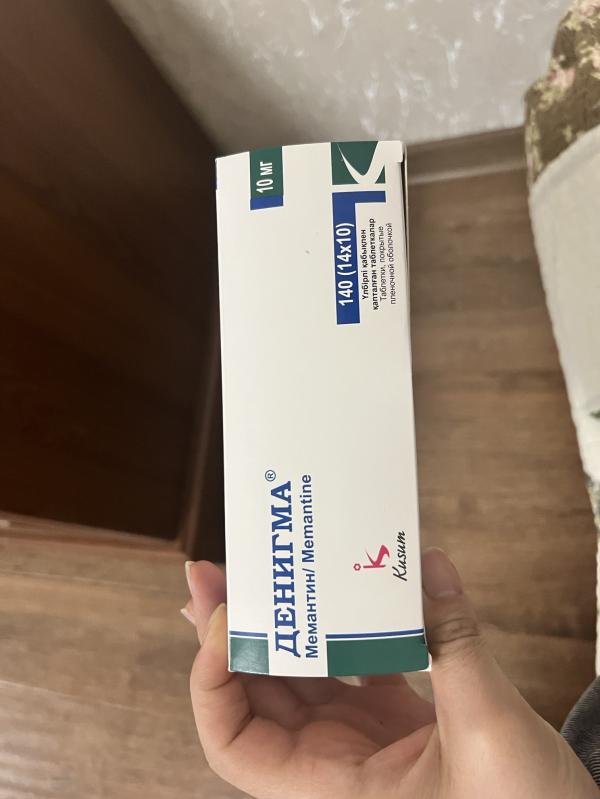 10 мг
140 (14x10)
Үлбірлі қабықпен
қапталған таблеткалар
Таблетки, покрытые
пленочной оболочкой
ДЕНИГМА®
Мемантин/ Memantine
Kusum